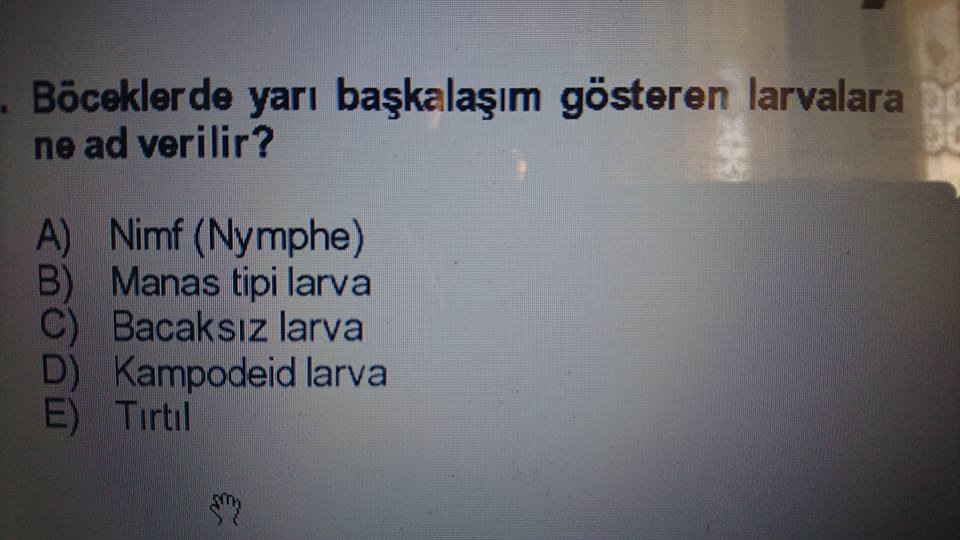 . Böceklerde yarı başkalaşım gösteren larvalara
ne ad verilir?
A) Nimf (Nymphe)
B) Manas tipi larva
C) Bacaksız larva
D) Kampodeid larva
E) Tırtıl